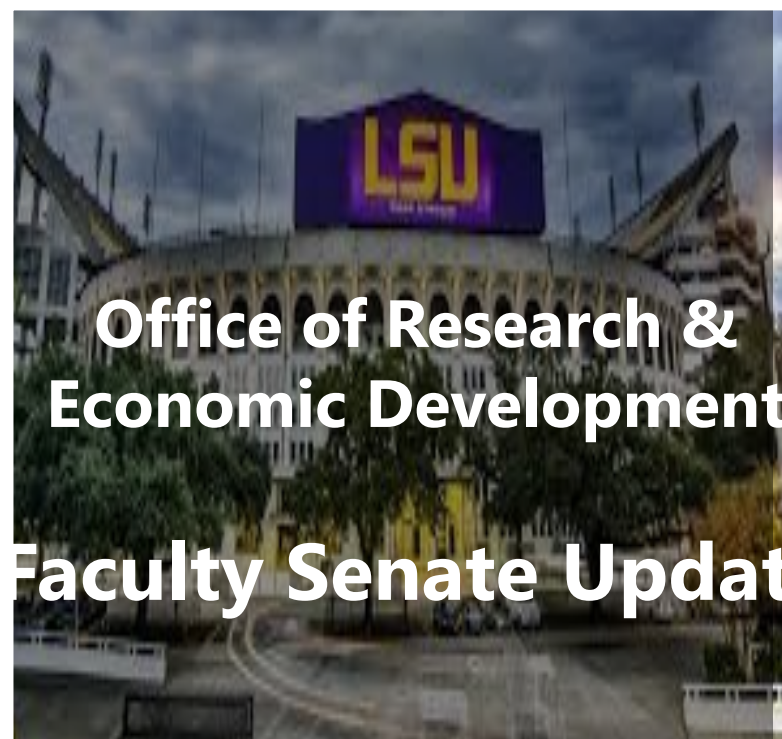 LSU
Office of Research &
Economic Development
Faculty Senate Updat